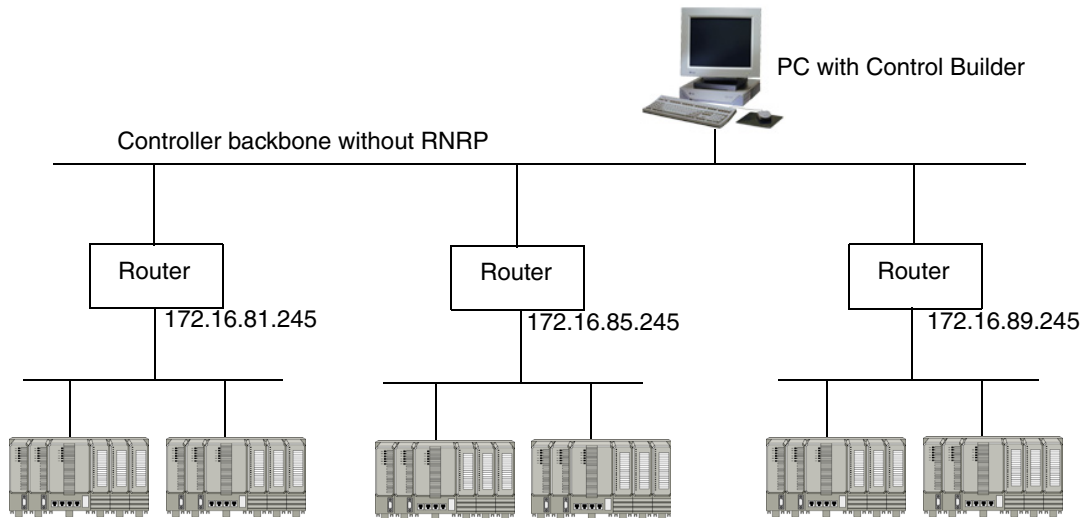 PC with Control Builder
Controller backbone without RNRP
Router
Router
Router
172.16.81.245
172.16.85.245
172.16.89.245